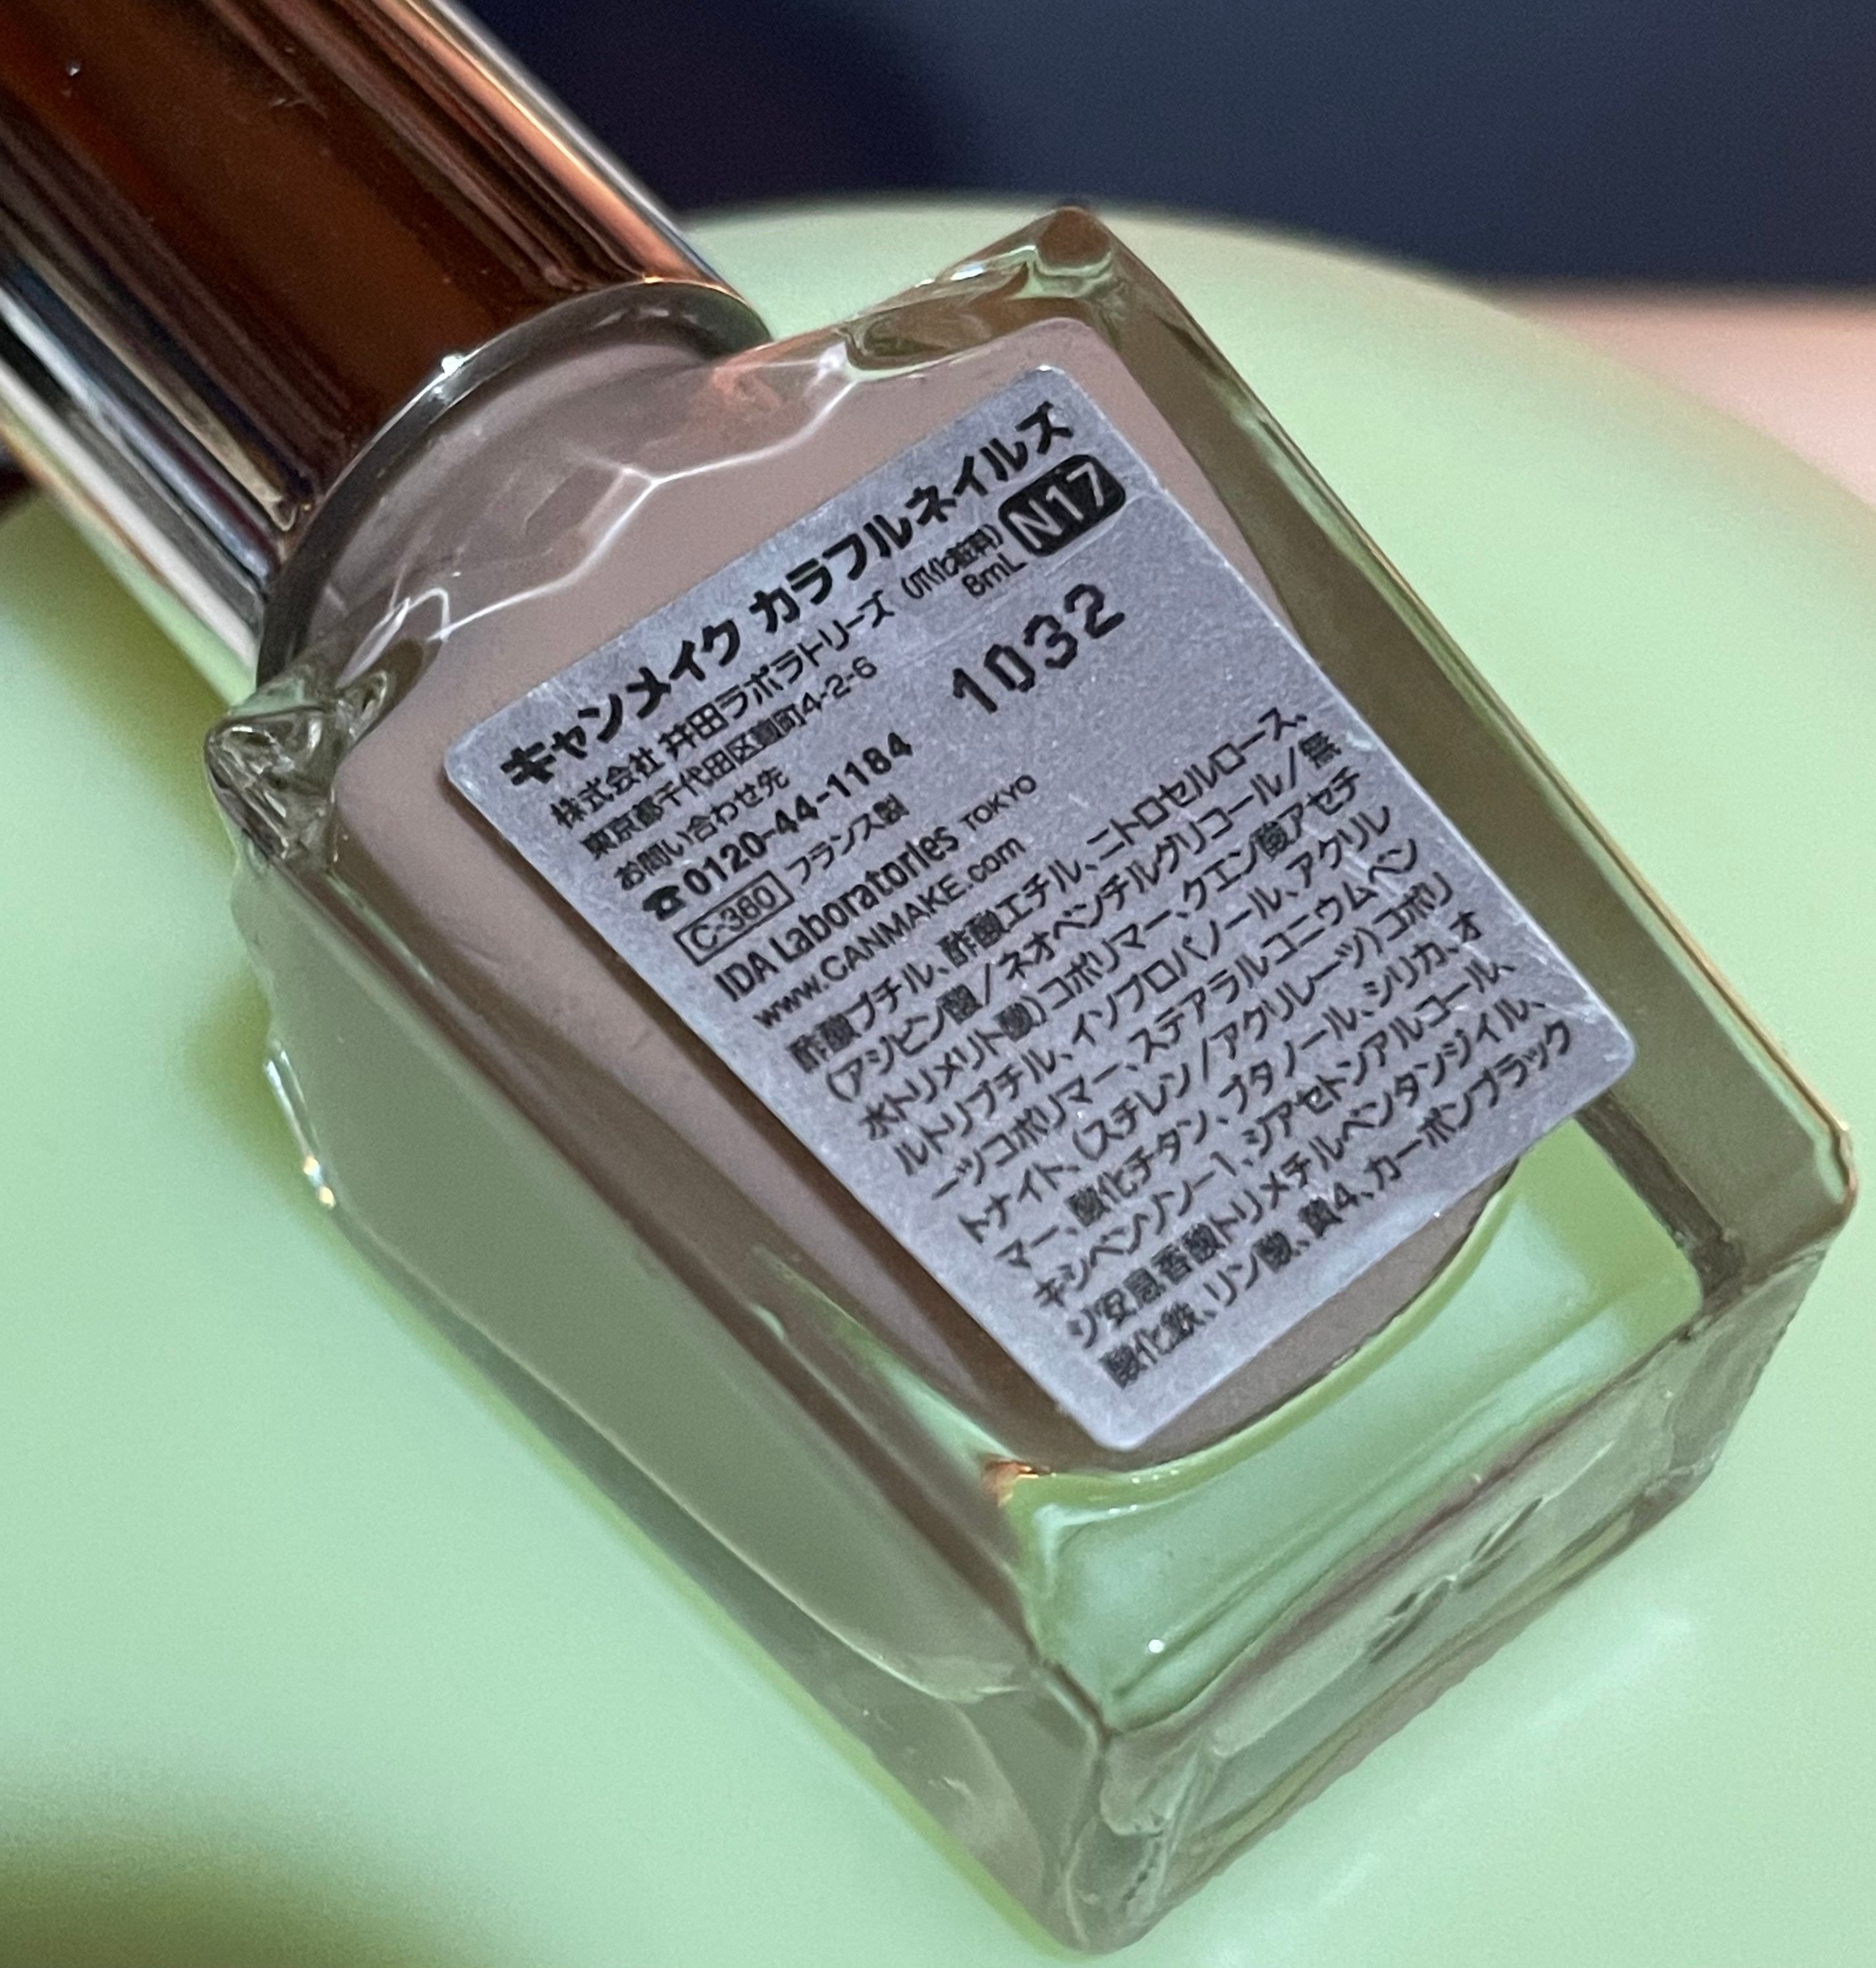 キャンメイク カラフルネイルズ
株式会社 井田ラボラトリーズ (爪化粧料) N17
東京都千代田区麴町4-2-6 8mL
お問い合わせ先
☎0120-44-1184 1032
C-360 フランス製
IDA Laboratories TOKYO
www.CANMAKE.com
酢酸ブチル、酢酸エチル、ニトロセルロース、
(アジピン酸/ネオペンチルグリコール/無
水トリメリト酸)コポリマー、クエン酸アセチ
ルトリブチル、イソプロパノール、アクリレ
ーツコポリマー、ステアラルコニウムベン
トナイト、(スチレン/アクリレーツ)コポリ
マー、酸化チタン、ブタノール、シリカ、オ
キシベンゾン-1、ジアセトンアルコール、
ジ安息香酸トリメチルペンタンジイル、
酸化鉄、リン酸、黄4、カーボンブラック